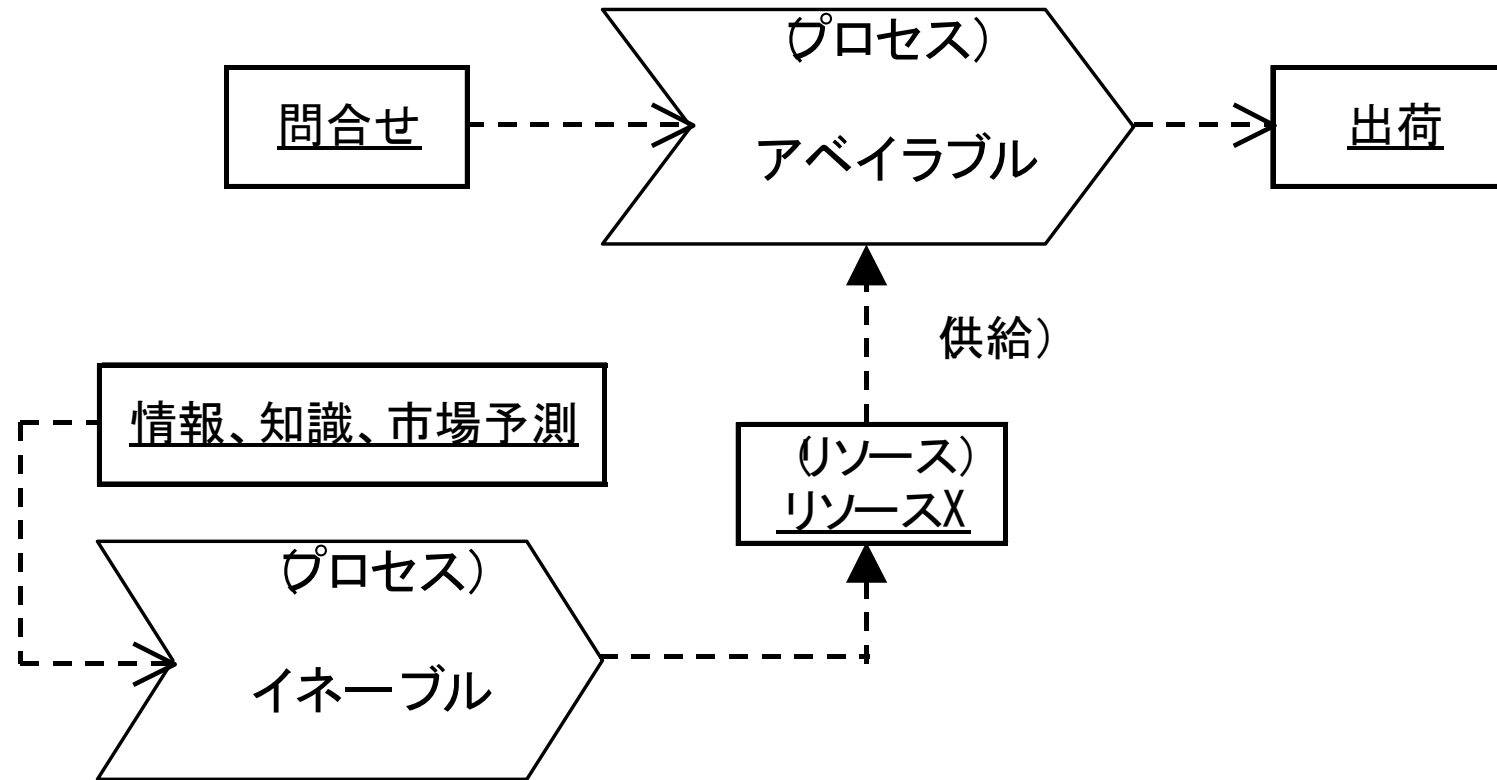 (プロセス)
問合せ
アベイラブル
出荷
供給)
情報、知識、市場予測
(リソース)
リソースX
(プロセス)
イネーブル